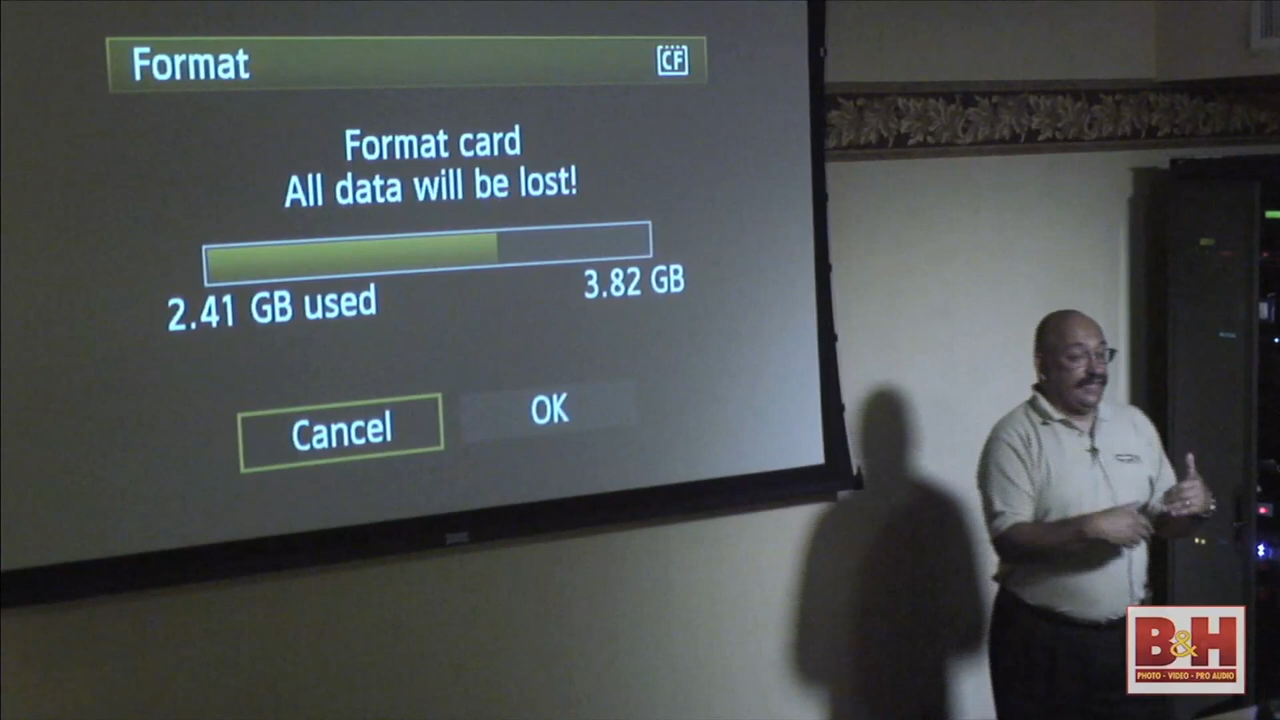 Format CF
Format card
All data will be lost!
2.41 GB used 3.82 GB
Cancel OK
B&H
PHOTO - VIDEO - PRO AUDIO